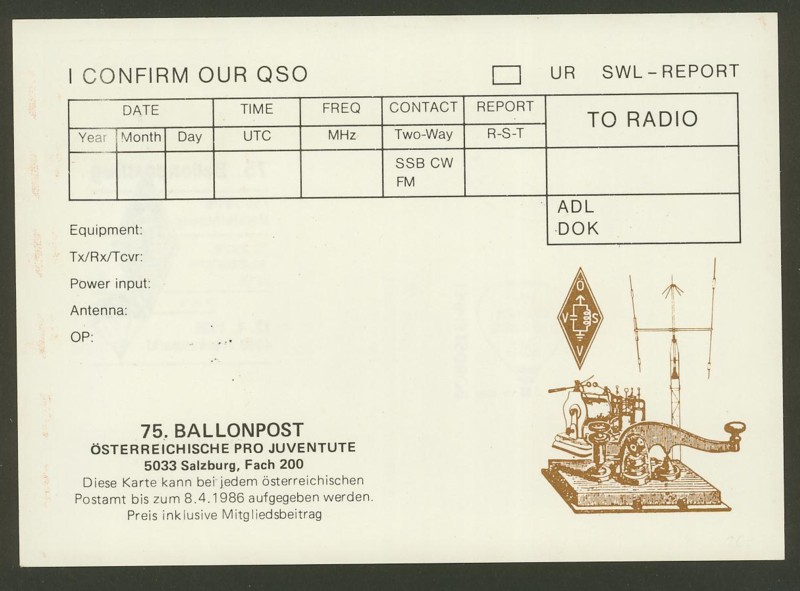 I CONFIRM OUR QSO UR SWL – REPORT
DATE TIME FREQ CONTACT REPORT TO RADIO
Year Month Day UTC MHz Two-Way R-S-T
SSB CW
FM
ADL
DOK
Equipment:
Tx/Rx/Tcvr:
Power input:
Antenna:
OP:
O
V S
V
75. BALLONPOST
ÖSTERREICHISCHE PRO JUVENTUTE
5033 Salzburg, Fach 200
Diese Karte kann bei jedem österreichischen
Postamt bis zum 8.4.1986 aufgegeben werden.
Preis inklusive Mitgliedsbeitrag